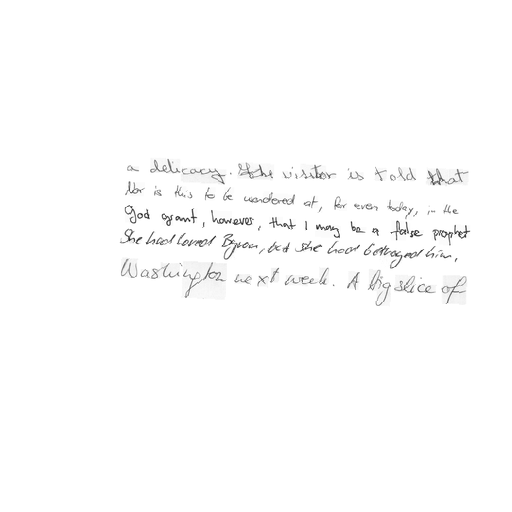 a delicacy. If the visitor is told that
Nor is this to be wondered at, for even today, in the
God grant, however, that I may be a false prophet
She had loved Byron, but she had betrayed him,
Washington next week. A big slice of